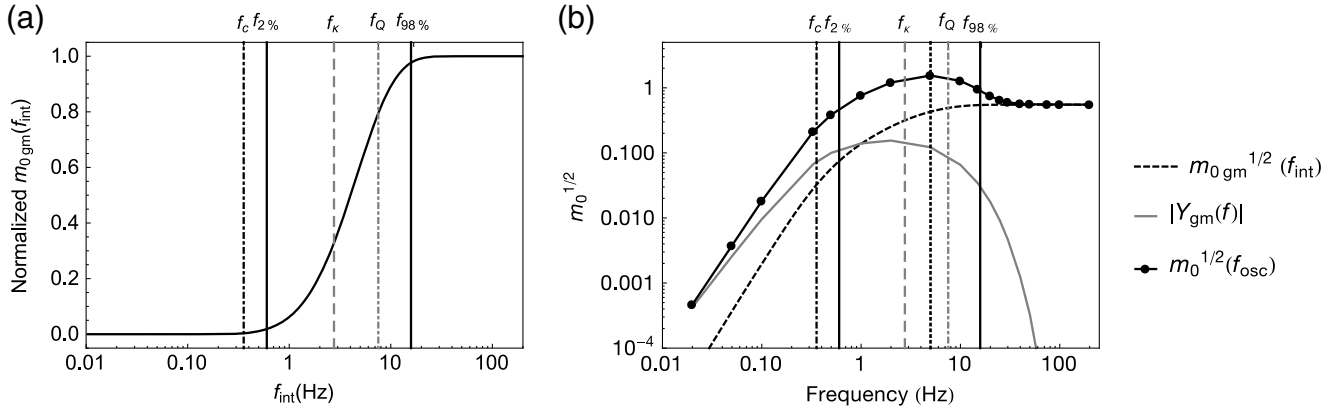 (a)
f_c f_2% f_κ f_Q f_98%
Normalized m_0 gm(f_int)
1.0
0.8
0.6
0.4
0.2
0.0
0.01 0.10 1 10 100
f_int(Hz)
(b)
f_c f_2% f_κ f_Q f_98%
m_0^1/2
1
0.100
0.010
0.001
10^-4
0.01 0.10 1 10 100
Frequency (Hz)
m_0 gm^1/2 (f_int)
|Y_gm(f)|
m_0^1/2(f_osc)